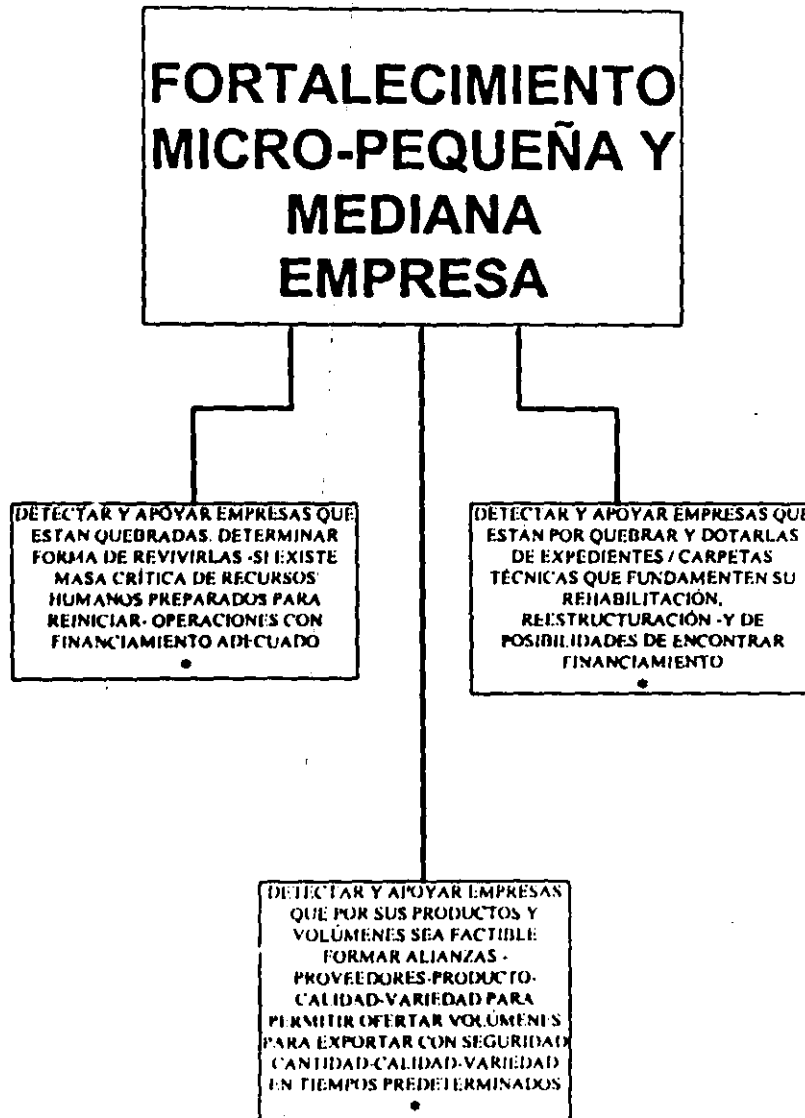 FORTALECIMIENTO
MICRO-PEQUEÑA Y
MEDIANA
EMPRESA
DETECTAR Y APOYAR EMPRESAS QUE
ESTAN QUEBRADAS. DETERMINAR
FORMA DE REVIVIRLAS -SI EXISTE
MASA CRÍTICA DE RECURSOS
HUMANOS PREPARADOS PARA
REINICIAR- OPERACIONES CON
FINANCIAMIENTO ADECUADO
*
DETECTAR Y APOYAR EMPRESAS QUE
ESTÁN POR QUEBRAR Y DOTARLAS
DE EXPEDIENTES / CARPETAS
TÉCNICAS QUE FUNDAMENTEN SU
REHABILITACIÓN,
REESTRUCTURACIÓN -Y DE
POSIBILIDADES DE ENCONTRAR
FINANCIAMIENTO
*
DETECTAR Y APOYAR EMPRESAS
QUE POR SUS PRODUCTOS Y
VOLÚMENES SEA FACTIBLE
FORMAR ALIANZAS -
PROVEEDORES-PRODUCTO-
CALIDAD-VARIEDAD PARA
PERMITIR OFERTAR VOLÚMENES
PARA EXPORTAR CON SEGURIDAD
CANTIDAD-CALIDAD-VARIEDAD
EN TIEMPOS PREDETERMINADOS
*